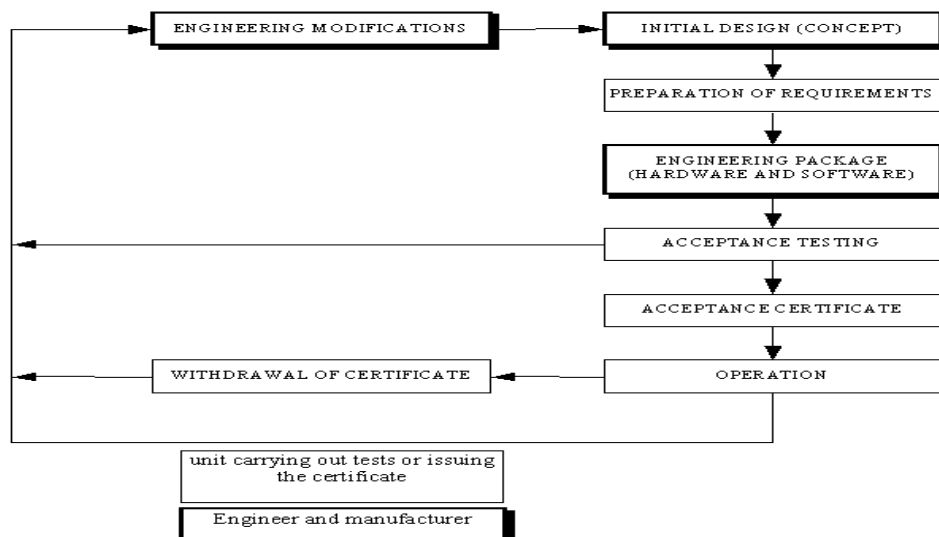 ENGINEERING MODIFICATIONS
INITIAL DESIGN (CONCEPT)
PREPARATION OF REQUIREMENTS
ENGINEERING PACKAGE
(HARDWARE AND SOFTWARE)
ACCEPTANCE TESTING
ACCEPTANCE CERTIFICATE
WITHDRAWAL OF CERTIFICATE
OPERATION
unit carrying out tests or issuing
the certificate
Engineer and manufacturer